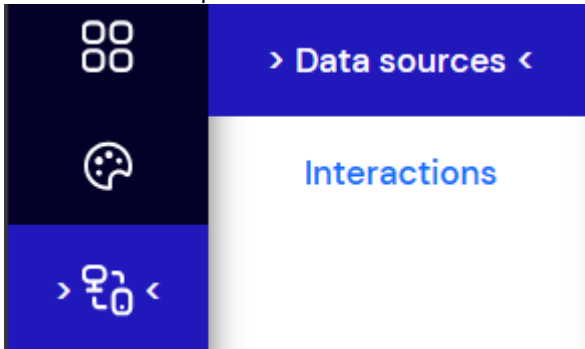 > Data sources <
Interactions
> <